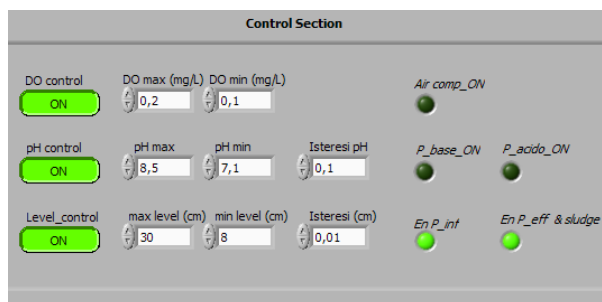 Control Section
DO control DO max (mg/L) DO min (mg/L) Air comp_ON
ON 0,2 0,1
pH control pH max pH min Isteresi pH P_base_ON P_acido_ON
ON 8,5 7,1 0,1
Level_control max level (cm) min level (cm) Isteresi (cm) En P_inf En P_eff & sludge
ON 30 8 0,01